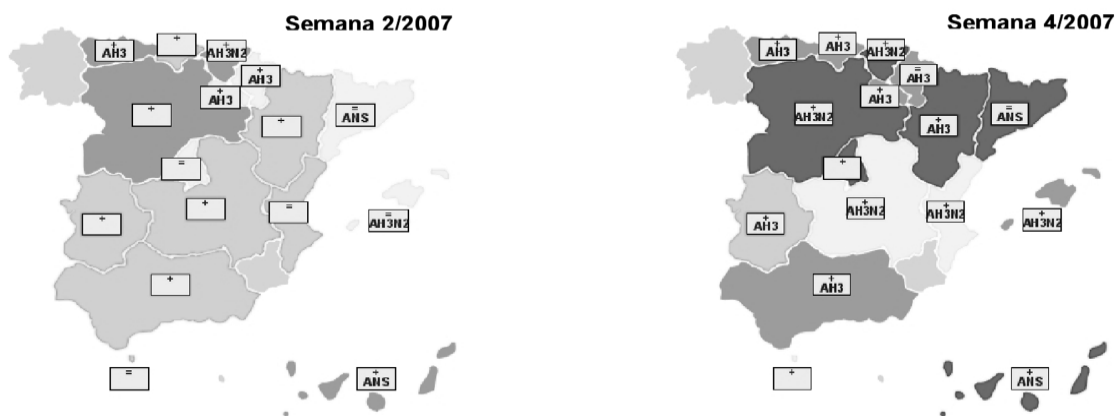 Semana 2/2007
+
AH3
+
+
AH3N2
+
AH3
+
AH3
+
+
=
ANS
=
+
+
=
=
AH3N2
+
=
+
ANS
Semana 4/2007
+
AH3
+
AH3
+
AH3N2
=
AH3
+
AH3
+
AH3N2
+
AH3
=
ANS
+
+
AH3
+
AH3N2
+
AH3N2
+
AH3N2
+
AH3
+
+
ANS